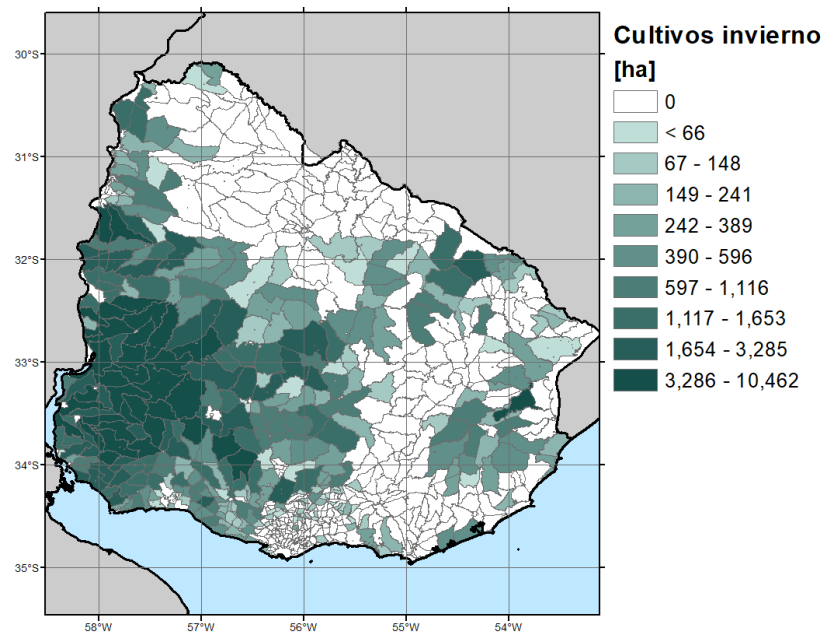 Cultivos invierno
[ha]
0
< 66
67 - 148
149 - 241
242 - 389
390 - 596
597 - 1,116
1,117 - 1,653
1,654 - 3,285
3,286 - 10,462
30°S
31°S
32°S
33°S
34°S
35°S
58°W
57°W
56°W
55°W
54°W